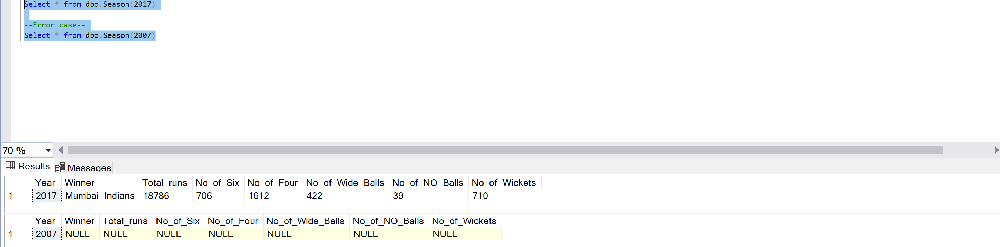 Select * from dbo.Season(2017)
--Error case--
Select * from dbo.Season(2007)
70 %
Results Messages
Year Winner Total_runs No_of_Six No_of_Four No_of_Wide_Balls No_of_NO_Balls No_of_Wickets
1 2017 Mumbai_Indians 18786 706 1612 422 39 710
Year Winner Total_runs No_of_Six No_of_Four No_of_Wide_Balls No_of_NO_Balls No_of_Wickets
1 2007 NULL NULL NULL NULL NULL NULL NULL